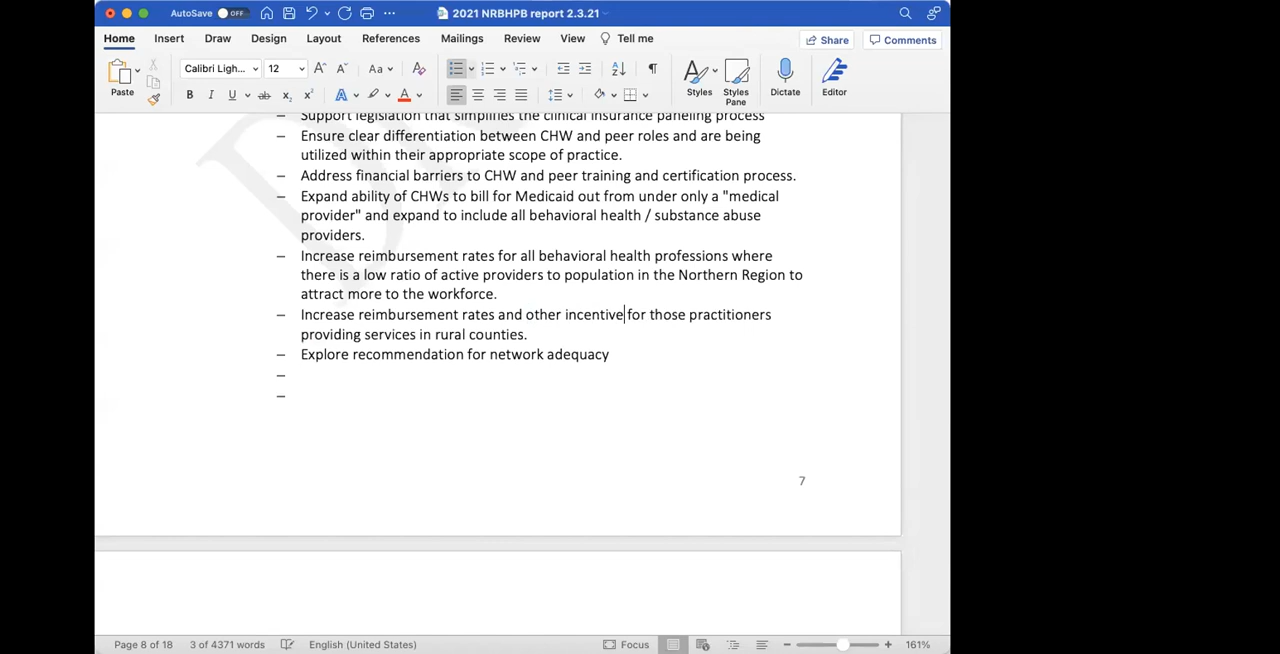 AutoSave OFF 2021 NRBHPB report 2.3.21
Home Insert Draw Design Layout References Mailings Review View Tell me Share Comments
Paste Calibri Ligh... 12 Aa Styles Styles Pane Dictate Editor
B I U ab x₂ x² A A
Support legislation that simplifies the clinical insurance paneling process
– Ensure clear differentiation between CHW and peer roles and are being
utilized within their appropriate scope of practice.
– Address financial barriers to CHW and peer training and certification process.
– Expand ability of CHWs to bill for Medicaid out from under only a "medical
provider" and expand to include all behavioral health / substance abuse
providers.
– Increase reimbursement rates for all behavioral health professions where
there is a low ratio of active providers to population in the Northern Region to
attract more to the workforce.
– Increase reimbursement rates and other incentive for those practitioners
providing services in rural counties.
– Explore recommendation for network adequacy
–
–
7
Page 8 of 18 3 of 4371 words English (United States) Focus 161%